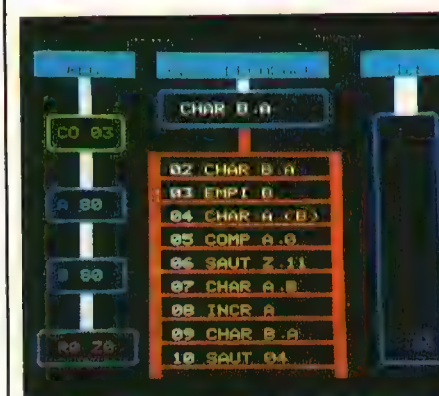 CHAR B.A
CO 03
A 80
B 80
02 CHAR B.A
03 EMPI
04 CHAR A.(B)
05 COMP A.0
06 SAUT Z.11
07 CHAR A.B
08 INCR A
09 CHAR B.A
10 SAUT 04